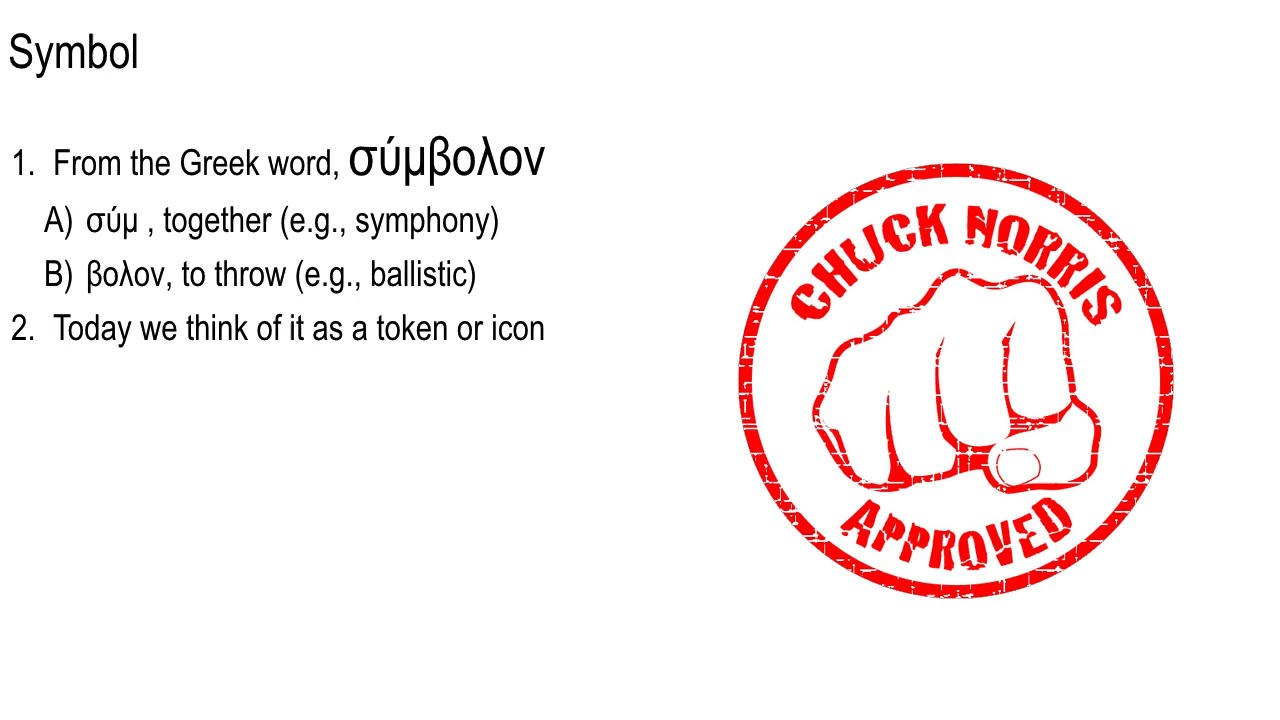 Symbol
1. From the Greek word, σύμβολον
A) σύμ , together (e.g., symphony)
B) βολον, to throw (e.g., ballistic)
2. Today we think of it as a token or icon
CHUCK NORRIS
APPROVED